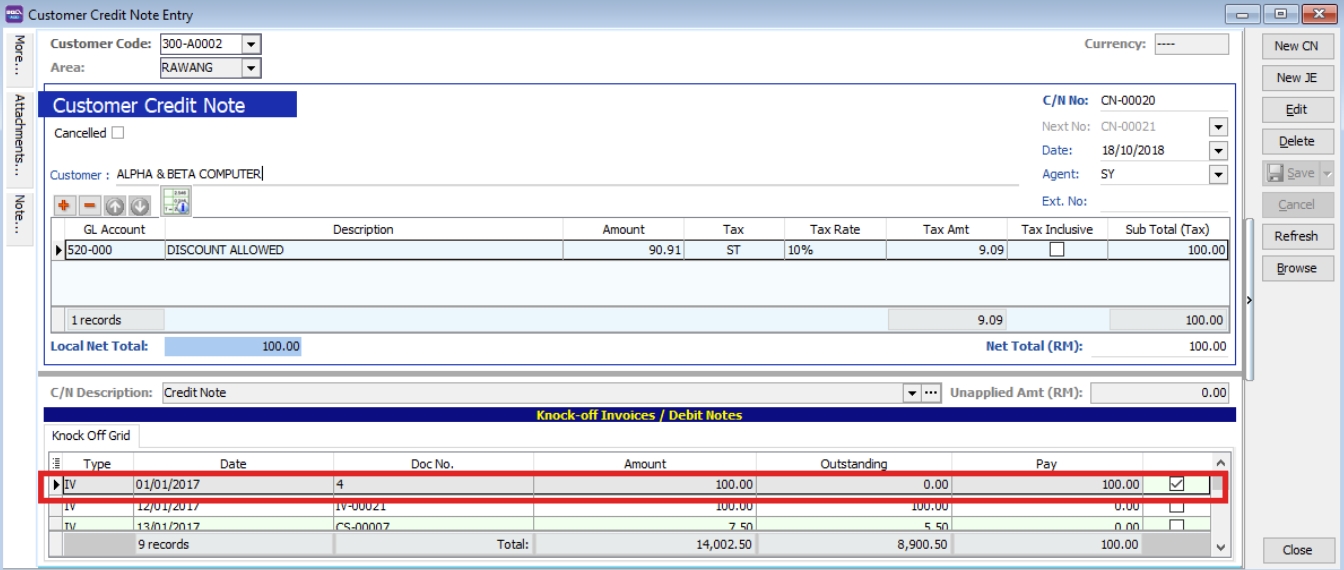 Customer Credit Note Entry
More...
Attachments...
Note...
Customer Code: 300-A0002
Currency: ----
Area: RAWANG
Customer Credit Note
C/N No: CN-00020
Cancelled
Next No: CN-00021
Date: 18/10/2018
Customer : ALPHA & BETA COMPUTER
Agent: SY
Ext. No:
GL Account Description Amount Tax Tax Rate Tax Amt Tax Inclusive Sub Total (Tax)
520-000 DISCOUNT ALLOWED 90.91 ST 10% 9.09 100.00
1 records 9.09 100.00
Local Net Total: 100.00 Net Total (RM): 100.00
C/N Description: Credit Note Unapplied Amt (RM): 0.00
Knock-off Invoices / Debit Notes
Knock Off Grid
Type Date Doc No. Amount Outstanding Pay
IV 01/01/2017 4 100.00 0.00 100.00
IV 12/01/2017 IV-00021 100.00 100.00 0.00
IV 13/01/2017 CS-00007 7.50 5.50 0.00
9 records Total: 14,002.50 8,900.50 100.00
New CN
New JE
Edit
Delete
Save
Cancel
Refresh
Browse
Close